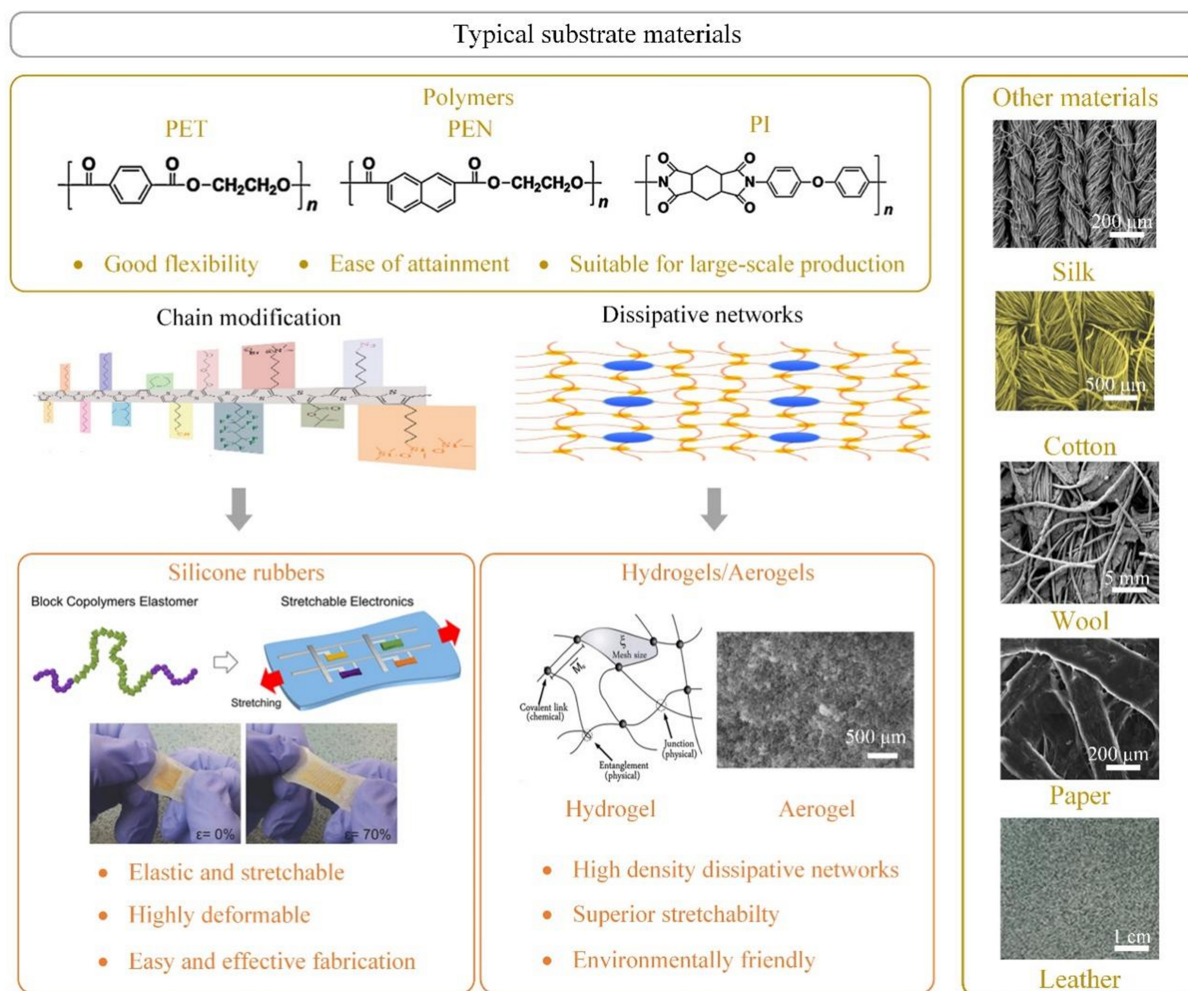 Typical substrate materials
Polymers
PET
PEN
PI
O
O
C
C
O–CH₂CH₂O
n
O
O
C
C
O–CH₂CH₂O
n
O
O
N
N
O
O
O
n
• Good flexibility
• Ease of attainment
• Suitable for large-scale production
Chain modification
Dissipative networks
Silicone rubbers
Block Copolymers Elastomer
Stretchable Electronics
Stretching
ε= 0%
ε= 70%
• Elastic and stretchable
• Highly deformable
• Easy and effective fabrication
Hydrogels/Aerogels
ξ
Mesh size
Covalent link
(chemical)
Junction
(physical)
Entanglement
(physical)
500 μm
Hydrogel
Aerogel
• High density dissipative networks
• Superior stretchabilty
• Environmentally friendly
Other materials
200 μm
Silk
500 μm
Cotton
5 mm
Wool
200 μm
Paper
1 cm
Leather